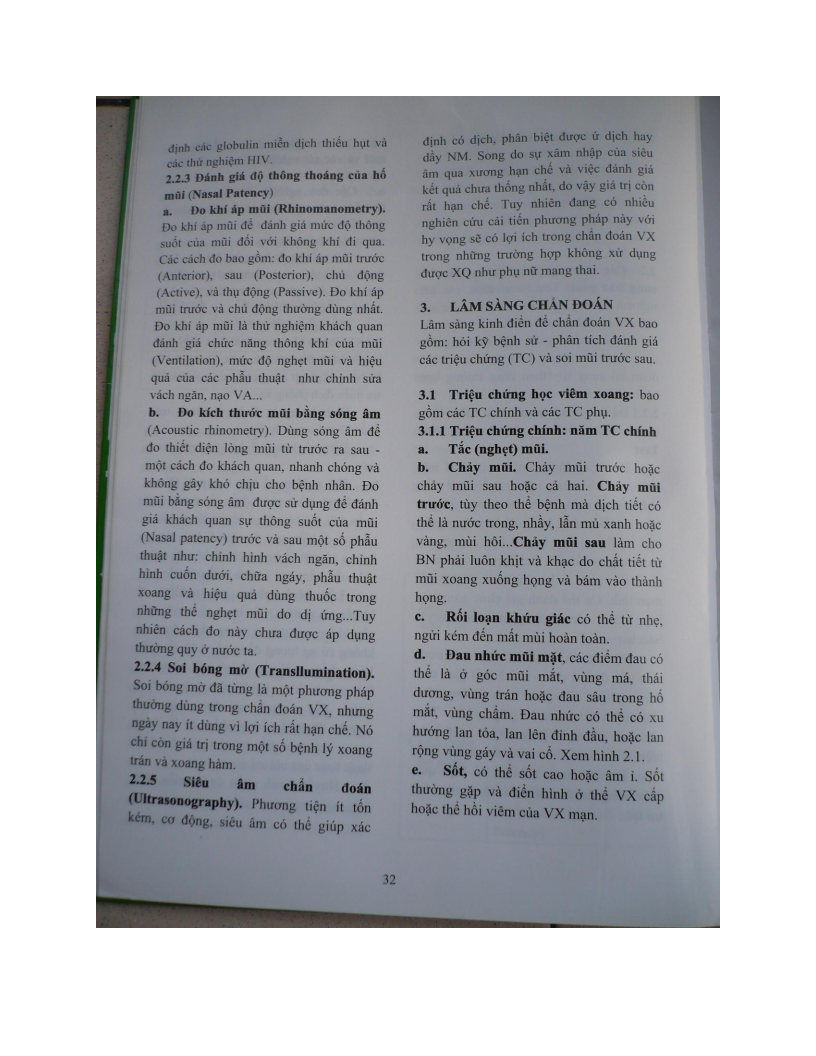 định các globulin miễn dịch thiếu hụt và
các thử nghiệm HIV.
2.2.3 Đánh giá độ thông thoáng của hố
mũi (Nasal Patency)
a. Đo khí áp mũi (Rhinomanometry).
Đo khí áp mũi để đánh giá mức độ thông
suốt của mũi đối với không khí đi qua.
Các cách đo bao gồm: đo khí áp mũi trước
(Anterior), sau (Posterior), chủ động
(Active), và thụ động (Passive). Đo khí áp
mũi trước và chủ động thường dùng nhất.
Đo khí áp mũi là thử nghiệm khách quan
đánh giá chức năng thông khí của mũi
(Ventilation), mức độ nghẹt mũi và hiệu
quả của các phẫu thuật như chỉnh sửa
vách ngăn, nạo VA...
b. Đo kích thước mũi bằng sóng âm
(Acoustic rhinometry). Dùng sóng âm để
đo thiết diện lòng mũi từ trước ra sau -
một cách đo khách quan, nhanh chóng và
không gây khó chịu cho bệnh nhân. Đo
mũi bằng sóng âm được sử dụng để đánh
giá khách quan sự thông suốt của mũi
(Nasal patency) trước và sau một số phẫu
thuật như: chỉnh hình vách ngăn, chỉnh
hình cuốn dưới, chữa ngáy, phẫu thuật
xoang và hiệu quả dùng thuốc trong
những thể nghẹt mũi do dị ứng...Tuy
nhiên cách đo này chưa được áp dụng
thường quy ở nước ta.
2.2.4 Soi bóng mờ (Transllumination).
Soi bóng mờ đã từng là một phương pháp
thường dùng trong chẩn đoán VX, nhưng
ngày nay ít dùng vì lợi ích rất hạn chế. Nó
chỉ còn giá trị trong một số bệnh lý xoang
trán và xoang hàm.
2.2.5 Siêu âm chẩn đoán
(Ultrasonography). Phương tiện ít tốn
kém, cơ động, siêu âm có thể giúp xác
định có dịch, phân biệt được ứ dịch hay
dầy NM. Song do sự xâm nhập của siêu
âm qua xương hạn chế và việc đánh giá
kết quả chưa thống nhất, do vậy giá trị còn
rất hạn chế. Tuy nhiên đang có nhiều
nghiên cứu cải tiến phương pháp này với
hy vọng sẽ có lợi ích trong chẩn đoán VX
trong những trường hợp không xử dụng
được XQ như phụ nữ mang thai.
3. LÂM SÀNG CHẨN ĐOÁN
Lâm sàng kinh điển để chẩn đoán VX bao
gồm: hỏi kỹ bệnh sử - phân tích đánh giá
các triệu chứng (TC) và soi mũi trước sau.
3.1 Triệu chứng học viêm xoang: bao
gồm các TC chính và các TC phụ.
3.1.1 Triệu chứng chính: năm TC chính
a. Tắc (nghẹt) mũi.
b. Chảy mũi. Chảy mũi trước hoặc
chảy mũi sau hoặc cả hai. Chảy mũi
trước, tùy theo thể bệnh mà dịch tiết có
thể là nước trong, nhầy, lẫn mủ xanh hoặc
vàng, mùi hôi...Chảy mũi sau làm cho
BN phải luôn khịt và khạc do chất tiết từ
mũi xoang xuống họng và bám vào thành
họng.
c. Rối loạn khứu giác có thể từ nhẹ,
ngửi kém đến mất mùi hoàn toàn.
d. Đau nhức mũi mặt, các điểm đau có
thể là ở góc mũi mắt, vùng má, thái
dương, vùng trán hoặc đau sâu trong hố
mắt, vùng chẩm. Đau nhức có thể có xu
hướng lan tỏa, lan lên đỉnh đầu, hoặc lan
rộng vùng gáy và vai cổ. Xem hình 2.1.
e. Sốt, có thể sốt cao hoặc âm ỉ. Sốt
thường gặp và điển hình ở thể VX cấp
hoặc thể hồi viêm của VX mạn.
32